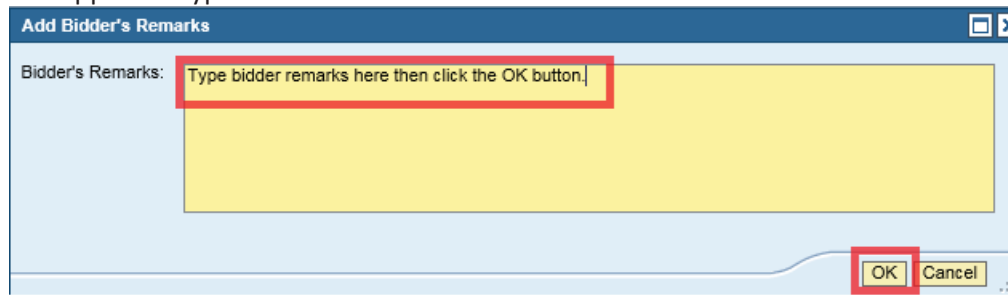 Add Bidder's Remarks
Bidder's Remarks:
Type bidder remarks here then click the OK button.
OK Cancel